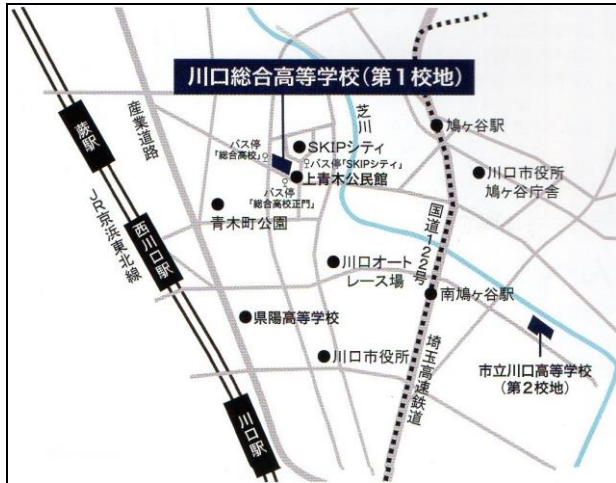 川口総合高等学校(第1校地)
蕨駅
産業道路
芝川
鳩ヶ谷駅
SKIPシティ
バス停
「総合高校」
バス停「SKIPシティ」
上青木公民館
バス停
「総合高校正門」
川口市役所
鳩ヶ谷庁舎
青木町公園
JR京浜東北線
西川口駅
国道122号
川口オート
レース場
南鳩ヶ谷駅
県陽高等学校
川口市役所
埼玉高速鉄道
市立川口高等学校
(第2校地)
川口駅